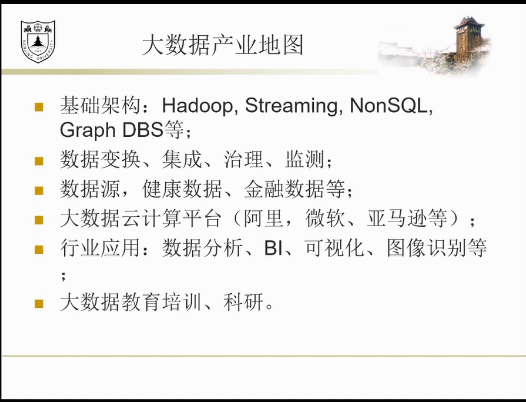 大数据产业地图
基础架构：Hadoop, Streaming, NonSQL,
Graph DBS等；
数据变换、集成、治理、监测；
数据源，健康数据、金融数据等；
大数据云计算平台（阿里，微软、亚马逊等）；
行业应用：数据分析、BI、可视化、图像识别等
；
大数据教育培训、科研。